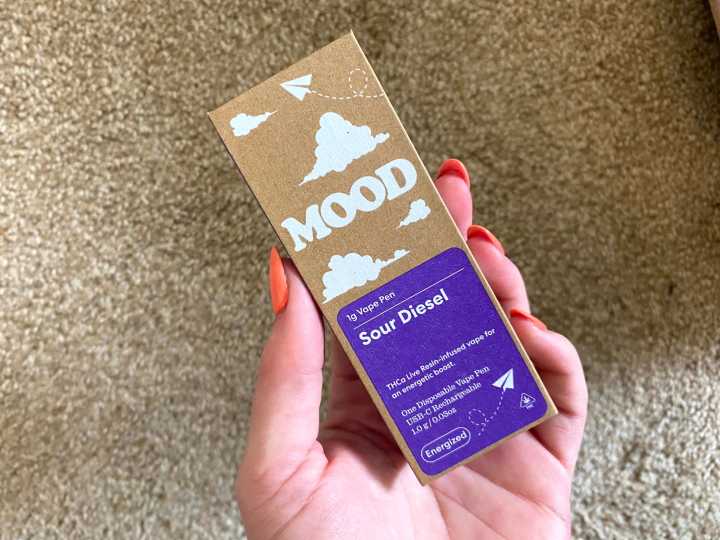 MOOD
1g Vape Pen
Sour Diesel
THCa Live Resin-infused vape for
an energetic boost.
One Disposable Vape Pen
USB-C Rechargeable
1.0 g / 0.03oz
Energized